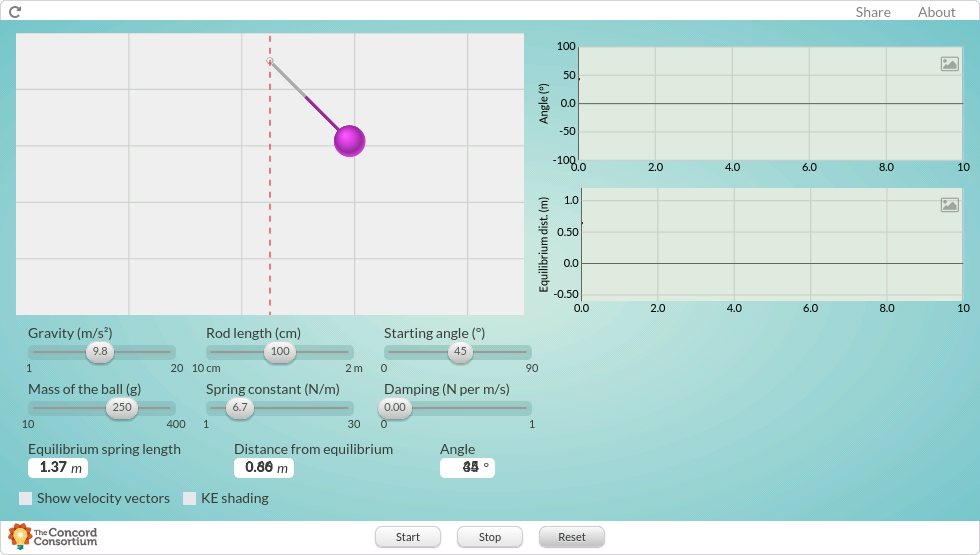 Share About
100
50
0.0
-50
-100
Angle (°)
0.0 2.0 4.0 6.0 8.0 10
1.0
0.50
0.0
-0.50
Equilibrium dist. (m)
0.0 2.0 4.0 6.0 8.0 10
Gravity (m/s²) Rod length (cm) Starting angle (°)
9.8 100 45
1 20 10 cm 2 m 0 90
Mass of the ball (g) Spring constant (N/m) Damping (N per m/s)
250 6.7 0.00
10 400 1 30 0 1
Equilibrium spring length Distance from equilibrium Angle
1.37 m m °
Show velocity vectors KE shading
The Concord
Consortium
Start Stop Reset